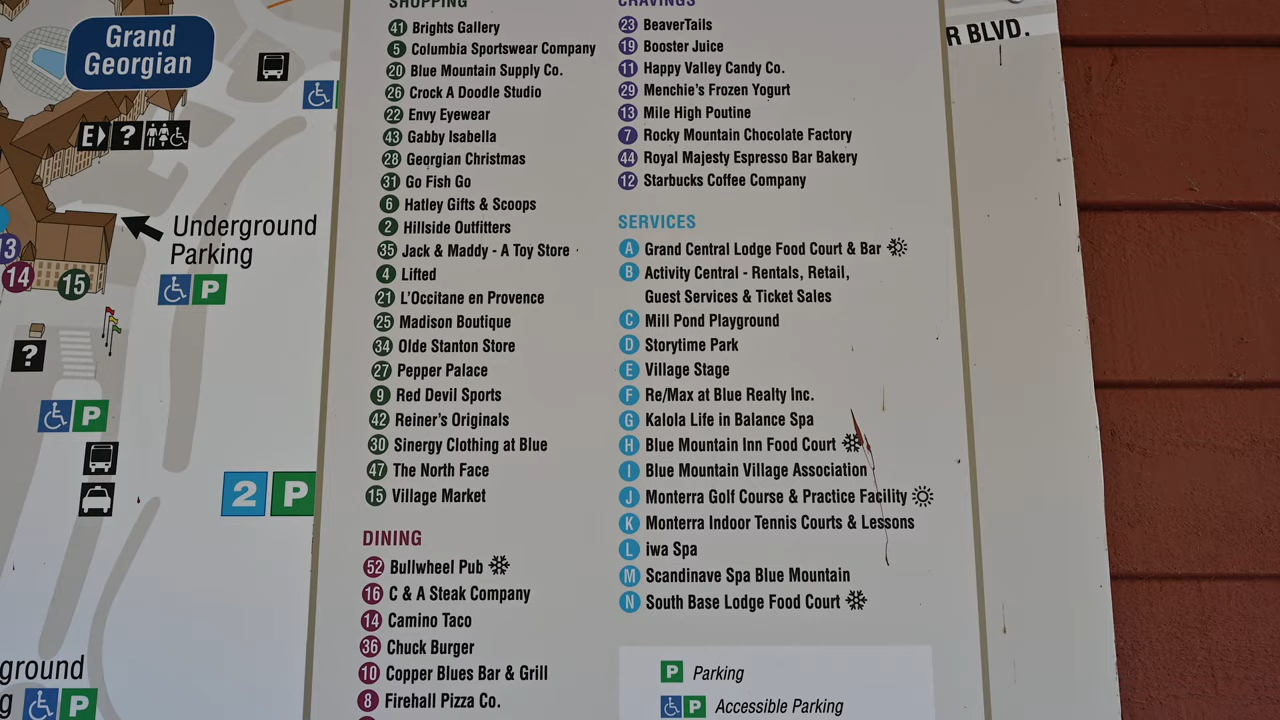 Grand
Georgian
E
?
Underground
Parking
P
13
14
15
?
P
2 P
ground
P
SHOPPING
41 Brights Gallery
5 Columbia Sportswear Company
20 Blue Mountain Supply Co.
26 Crock A Doodle Studio
22 Envy Eyewear
43 Gabby Isabella
28 Georgian Christmas
31 Go Fish Go
6 Hatley Gifts & Scoops
2 Hillside Outfitters
35 Jack & Maddy - A Toy Store
4 Lifted
21 L'Occitane en Provence
25 Madison Boutique
34 Olde Stanton Store
27 Pepper Palace
9 Red Devil Sports
42 Reiner's Originals
30 Sinergy Clothing at Blue
47 The North Face
15 Village Market
DINING
52 Bullwheel Pub
16 C & A Steak Company
14 Camino Taco
36 Chuck Burger
10 Copper Blues Bar & Grill
8 Firehall Pizza Co.
CRAVINGS
23 BeaverTails
19 Booster Juice
11 Happy Valley Candy Co.
29 Menchie's Frozen Yogurt
13 Mile High Poutine
7 Rocky Mountain Chocolate Factory
44 Royal Majesty Espresso Bar Bakery
12 Starbucks Coffee Company
SERVICES
A Grand Central Lodge Food Court & Bar
B Activity Central - Rentals, Retail,
Guest Services & Ticket Sales
C Mill Pond Playground
D Storytime Park
E Village Stage
F Re/Max at Blue Realty Inc.
G Kalola Life in Balance Spa
H Blue Mountain Inn Food Court
I Blue Mountain Village Association
J Monterra Golf Course & Practice Facility
K Monterra Indoor Tennis Courts & Lessons
L iwa Spa
M Scandinave Spa Blue Mountain
N South Base Lodge Food Court
P Parking
P Accessible Parking
R BLVD.